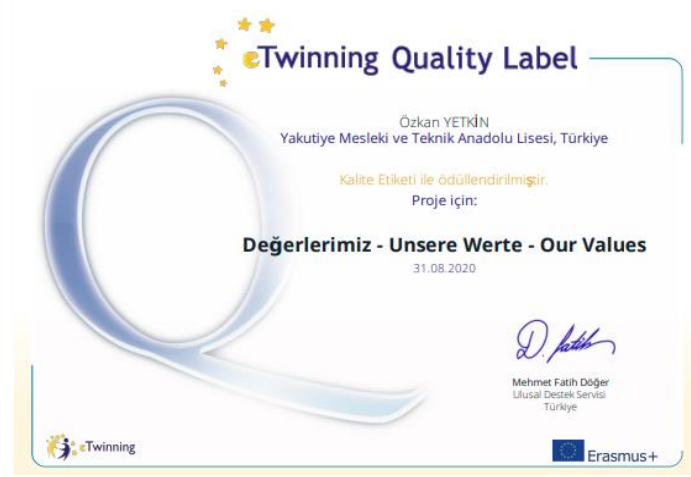 eTwinning Quality Label
Özkan YETKİN
Yakutiye Mesleki ve Teknik Anadolu Lisesi, Türkiye
Kalite Etiketi ile ödüllendirilmiştir.
Proje için:
Değerlerimiz - Unsere Werte - Our Values
31.08.2020
D. fatih
Mehmet Fatih Döğer
Ulusal Destek Servisi
Türkiye
eTwinning
Erasmus+